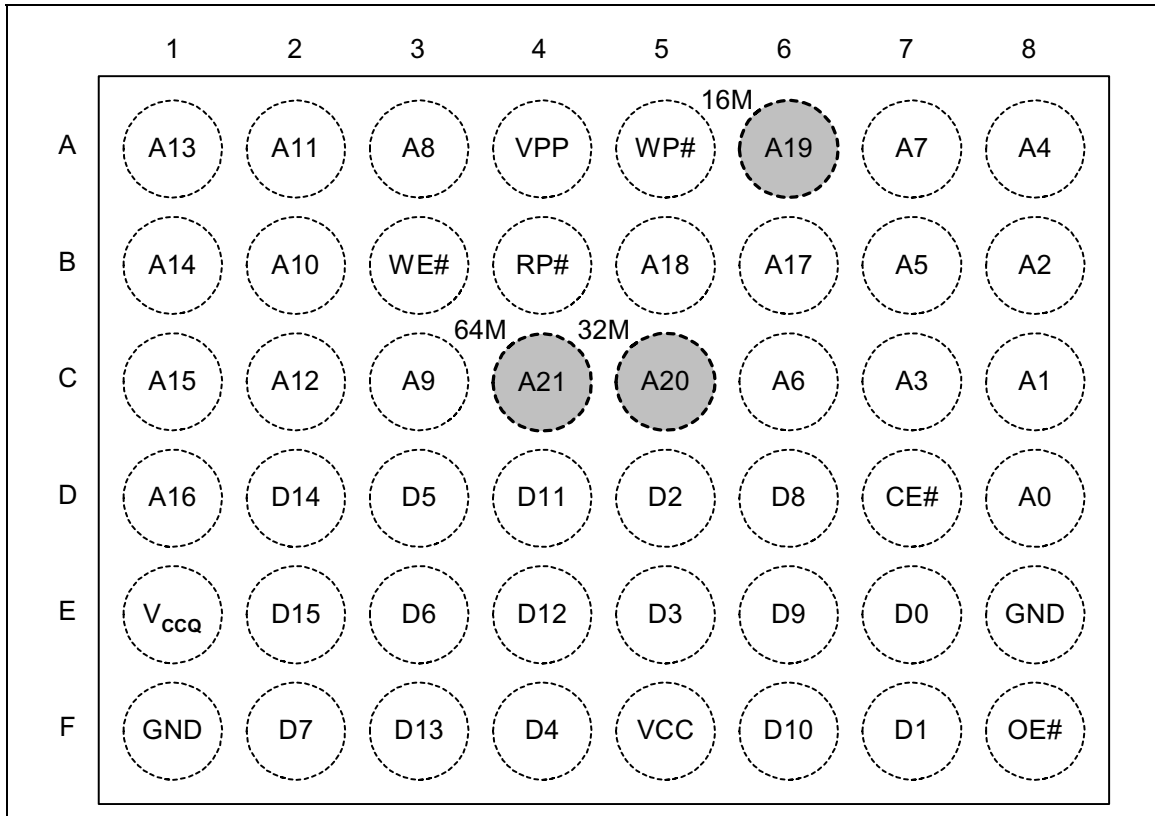 1 2 3 4 5 6 7 8
16M
A A13 A11 A8 VPP WP# A19 A7 A4
B A14 A10 WE# RP# A18 A17 A5 A2
64M 32M
C A15 A12 A9 A21 A20 A6 A3 A1
D A16 D14 D5 D11 D2 D8 CE# A0
E VCCQ D15 D6 D12 D3 D9 D0 GND
F GND D7 D13 D4 VCC D10 D1 OE#